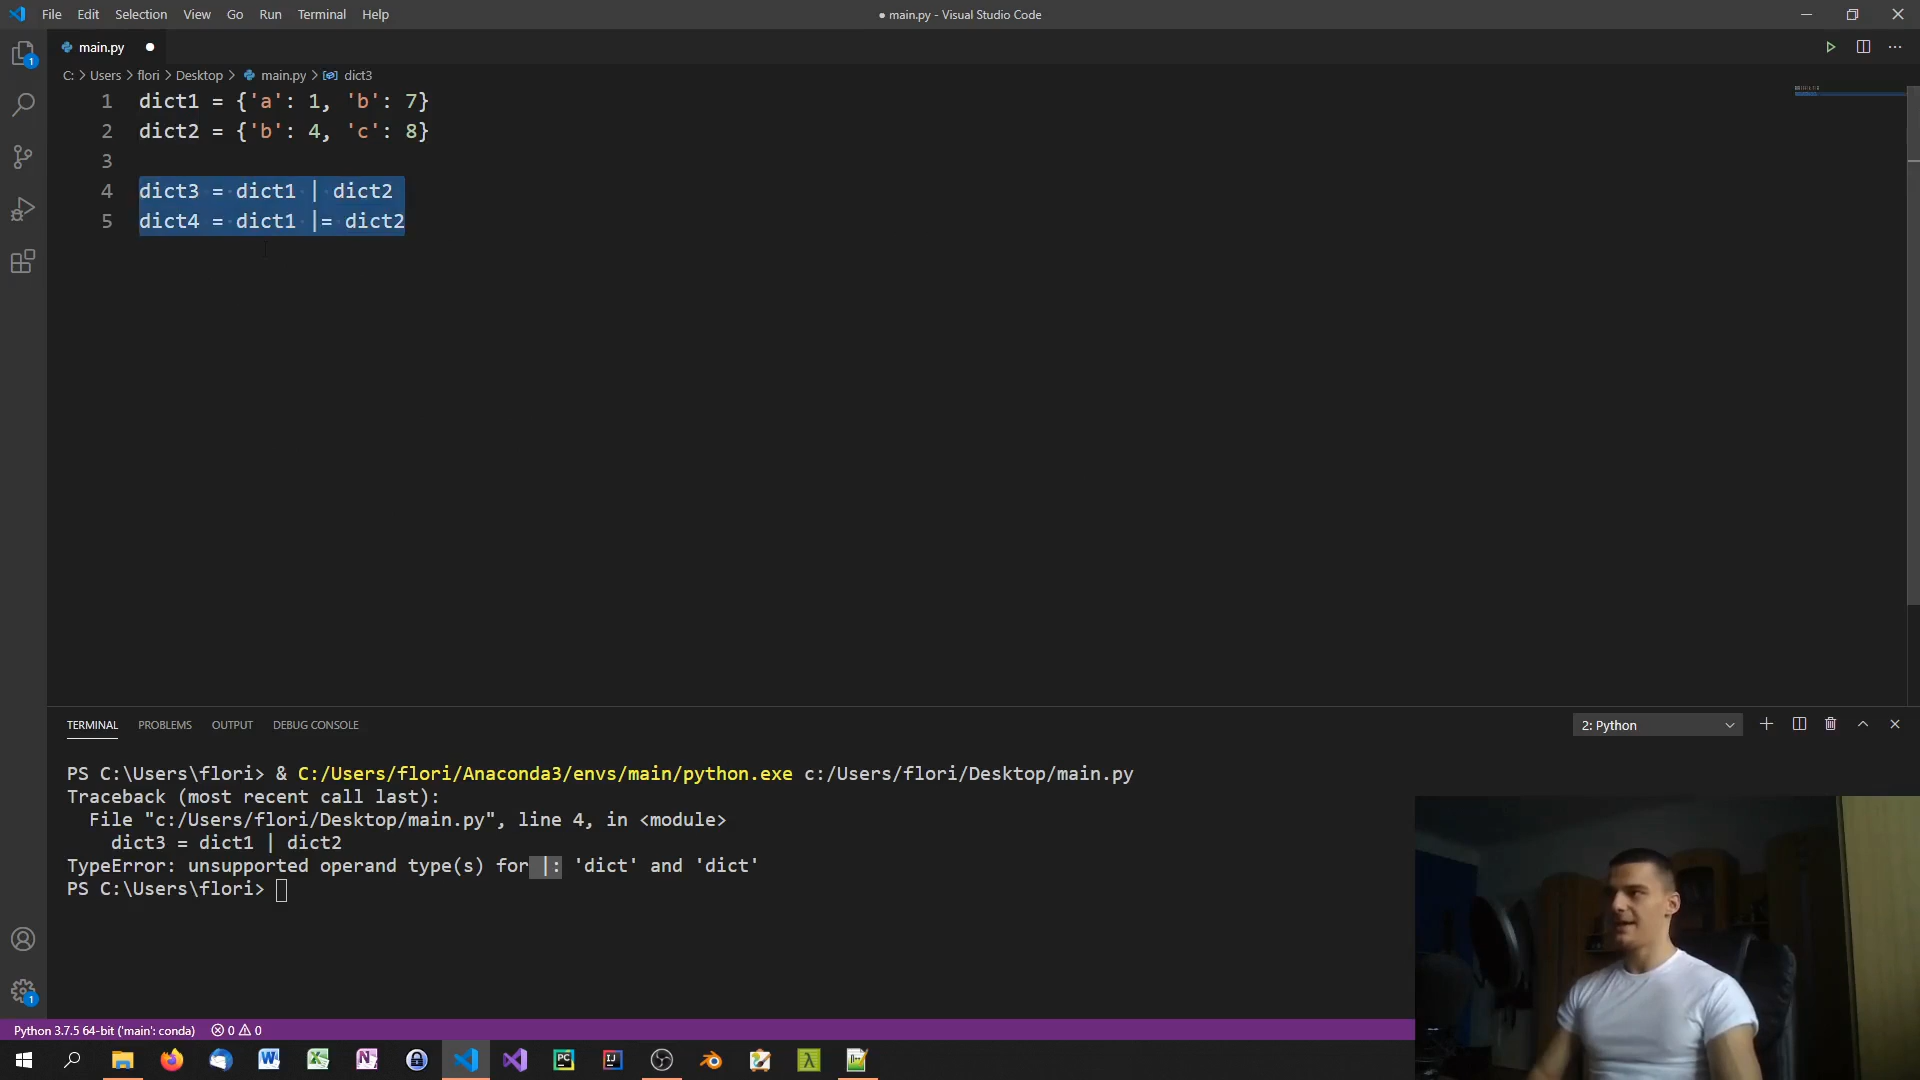 File Edit Selection View Go Run Terminal Help
● main.py - Visual Studio Code
main.py
C: > Users > flori > Desktop > main.py > dict3
1 dict1 = {'a': 1, 'b': 7}
2 dict2 = {'b': 4, 'c': 8}
3
4 dict3 = dict1 | dict2
5 dict4 = dict1 |= dict2
TERMINAL PROBLEMS OUTPUT DEBUG CONSOLE
2: Python
PS C:\Users\flori> & C:/Users/flori/Anaconda3/envs/main/python.exe c:/Users/flori/Desktop/main.py
Traceback (most recent call last):
File "c:/Users/flori/Desktop/main.py", line 4, in <module>
dict3 = dict1 | dict2
TypeError: unsupported operand type(s) for |: 'dict' and 'dict'
PS C:\Users\flori>
1
1
Python 3.7.5 64-bit ('main': conda) 0 0